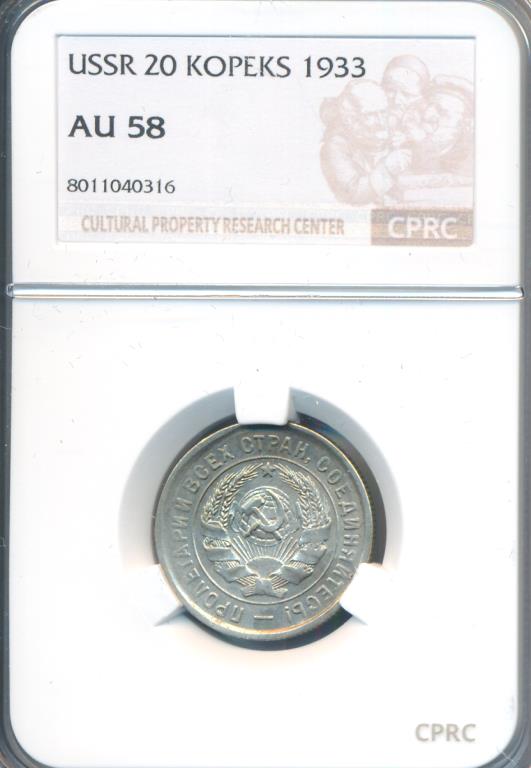 USSR 20 KOPEKS 1933
AU 58
8011040316
CULTURAL PROPERTY RESEARCH CENTER CPRC
ПРОЛЕТАРИИ ВСЕХ СТРАН, СОЕДИНЯЙТЕСЬ! —
CPRC